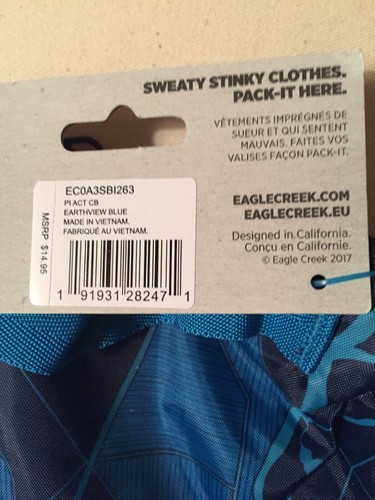 SWEATY STINKY CLOTHES.
PACK-IT HERE.
VÊTEMENTS IMPRÉGNÉS DE
SUEUR ET QUI SENTENT
MAUVAIS. FAITES VOS
VALISES FAÇON PACK-IT.
EAGLECREEK.COM
EAGLECREEK.EU
Designed in California.
Conçu en Californie.
© Eagle Creek 2017
EC0A3SBI263
PI ACT CB
EARTHVIEW BLUE
MADE IN VIETNAM.
FABRIQUÉ AU VIETNAM.
MSRP $14.95
1 91931 28247 1